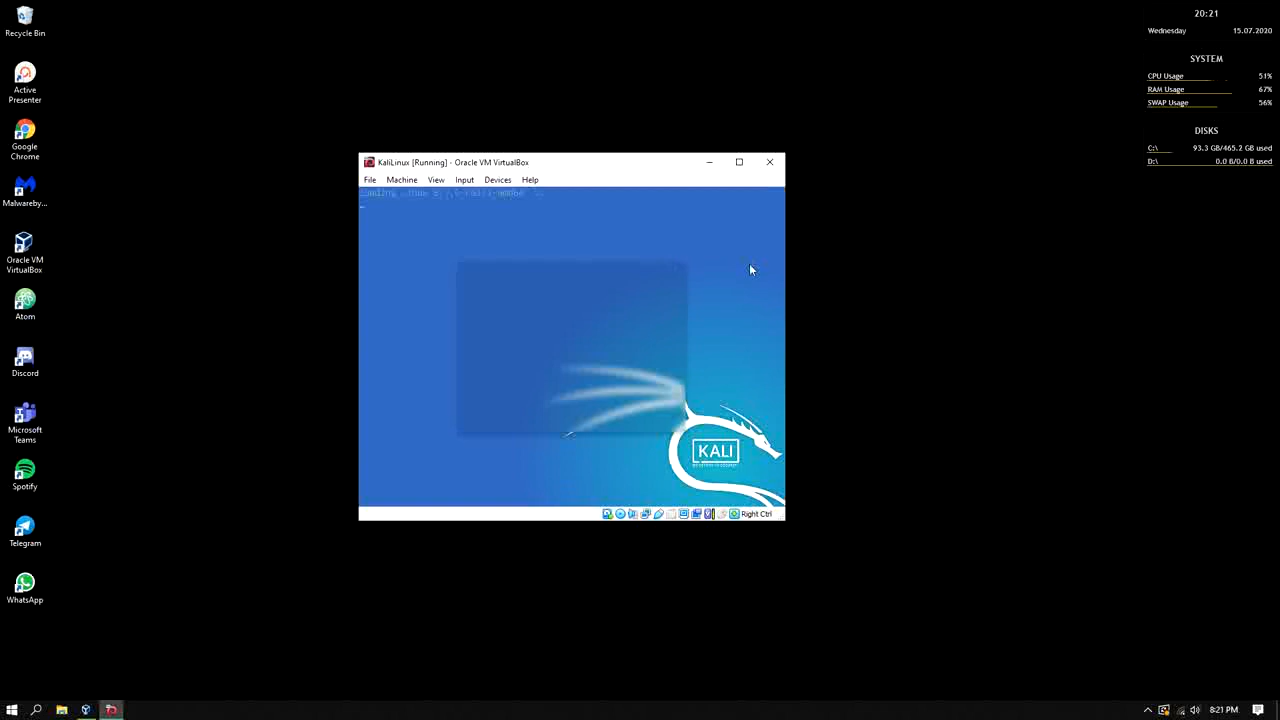 Recycle Bin
Active
Presenter
Google
Chrome
Malwareby...
Oracle VM
VirtualBox
Atom
Discord
Microsoft
Teams
Spotify
Telegram
WhatsApp
KaliLinux [Running] - Oracle VM VirtualBox
File Machine View Input Devices Help
KALI
Right Ctrl
20:21
Wednesday 15.07.2020
SYSTEM
CPU Usage 51%
RAM Usage 67%
SWAP Usage 56%
DISKS
C:\ 93.3 GB/465.2 GB used
D:\ 0.0 B/0.0 B used
8:21 PM